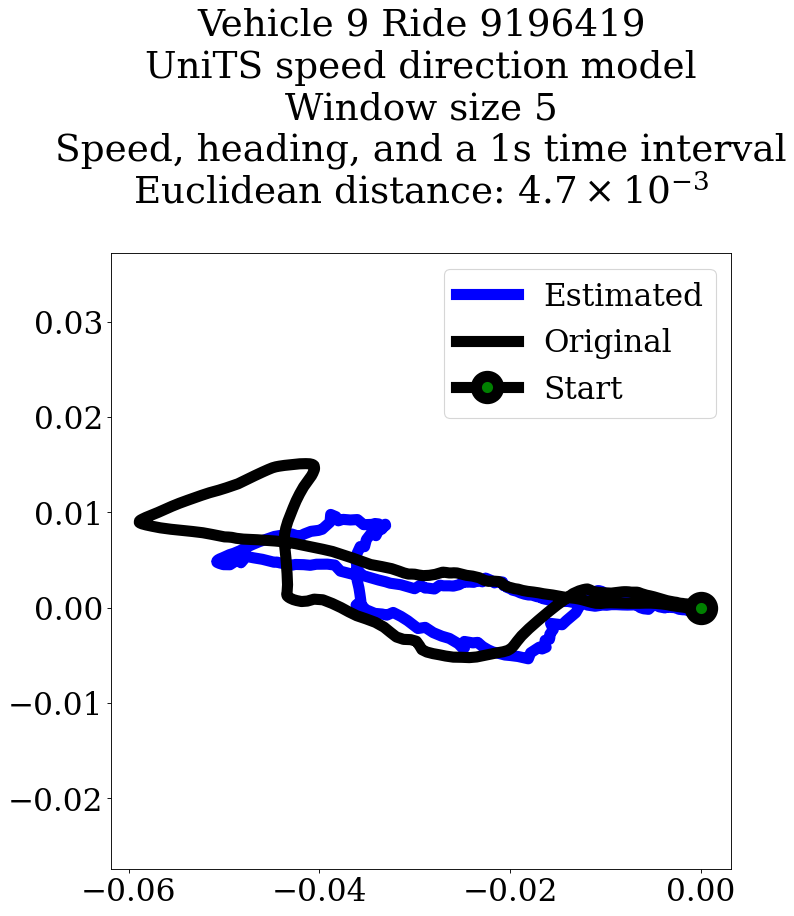 Vehicle 9 Ride 9196419
UniTS speed direction model
Window size 5
Speed, heading, and a 1s time interval
Euclidean distance: 4.7 × 10⁻³
Estimated
Original
Start
0.03
0.02
0.01
0.00
−0.01
−0.02
−0.06
−0.04
−0.02
0.00